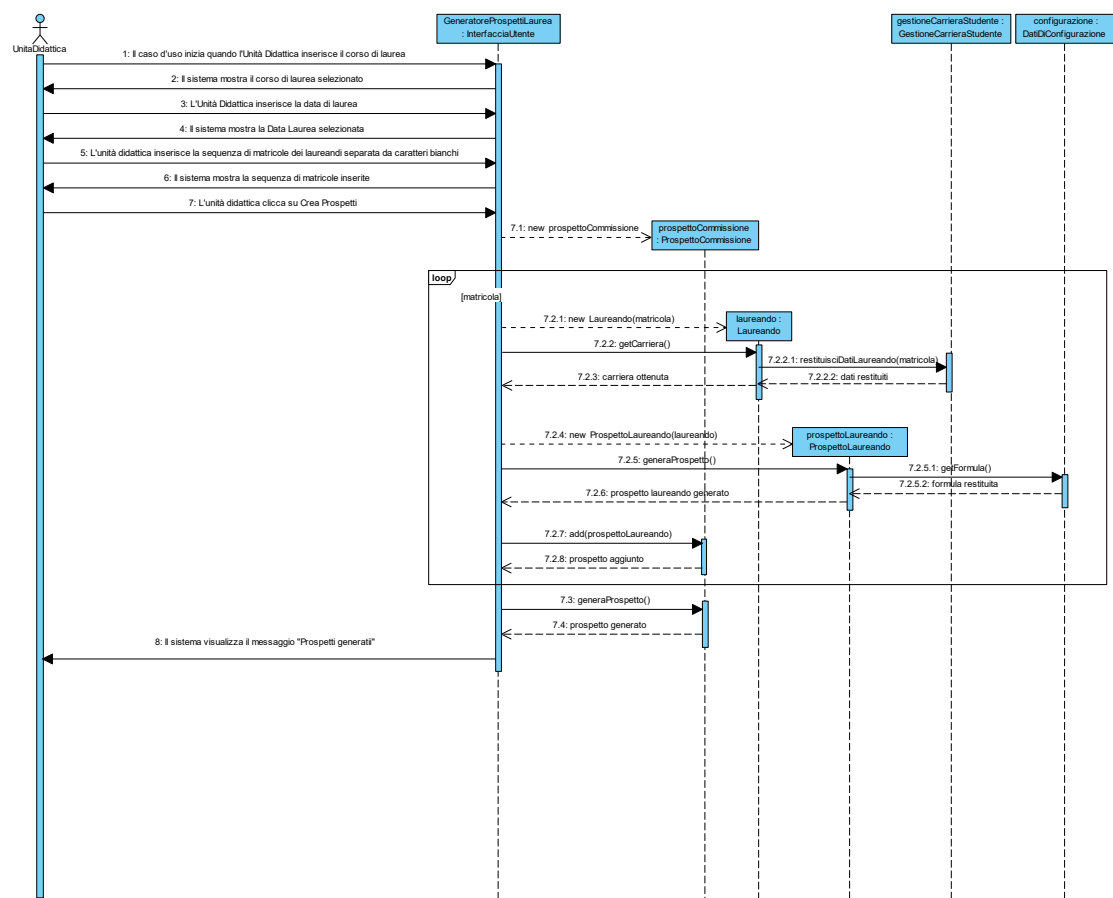 UnitaDidattica
GeneratoreProspettiLaurea
: InterfacciaUtente
gestioneCarrieraStudente :
GestioneCarrieraStudente
configurazione :
DatiDiConfigurazione
1: Il caso d'uso inizia quando l'Unità Didattica inserisce il corso di laurea
2: Il sistema mostra il corso di laurea selezionato
3: L'Unità Didattica inserisce la data di laurea
4: Il sistema mostra la Data Laurea selezionata
5: L'unità didattica inserisce la sequenza di matricole dei laureandi separata da caratteri bianchi
6: Il sistema mostra la sequenza di matricole inserite
7: L'unità didattica clicca su Crea Prospetti
7.1: new prospettoCommissione
prospettoCommissione
: ProspettoCommissione
loop
[matricola]
7.2.1: new Laureando(matricola)
laureando :
Laureando
7.2.2: getCarriera()
7.2.2.1: restituisciDatiLaureando(matricola)
7.2.2.2: dati restituiti
7.2.3: carriera ottenuta
7.2.4: new ProspettoLaureando(laureando)
prospettoLaureando :
ProspettoLaureando
7.2.5: generaProspetto()
7.2.5.1: getFormula()
7.2.5.2: formula restituita
7.2.6: prospetto laureando generato
7.2.7: add(prospettoLaureando)
7.2.8: prospetto aggiunto
7.3: generaProspetto()
7.4: prospetto generato
8: Il sistema visualizza il messaggio "Prospetti generatii"